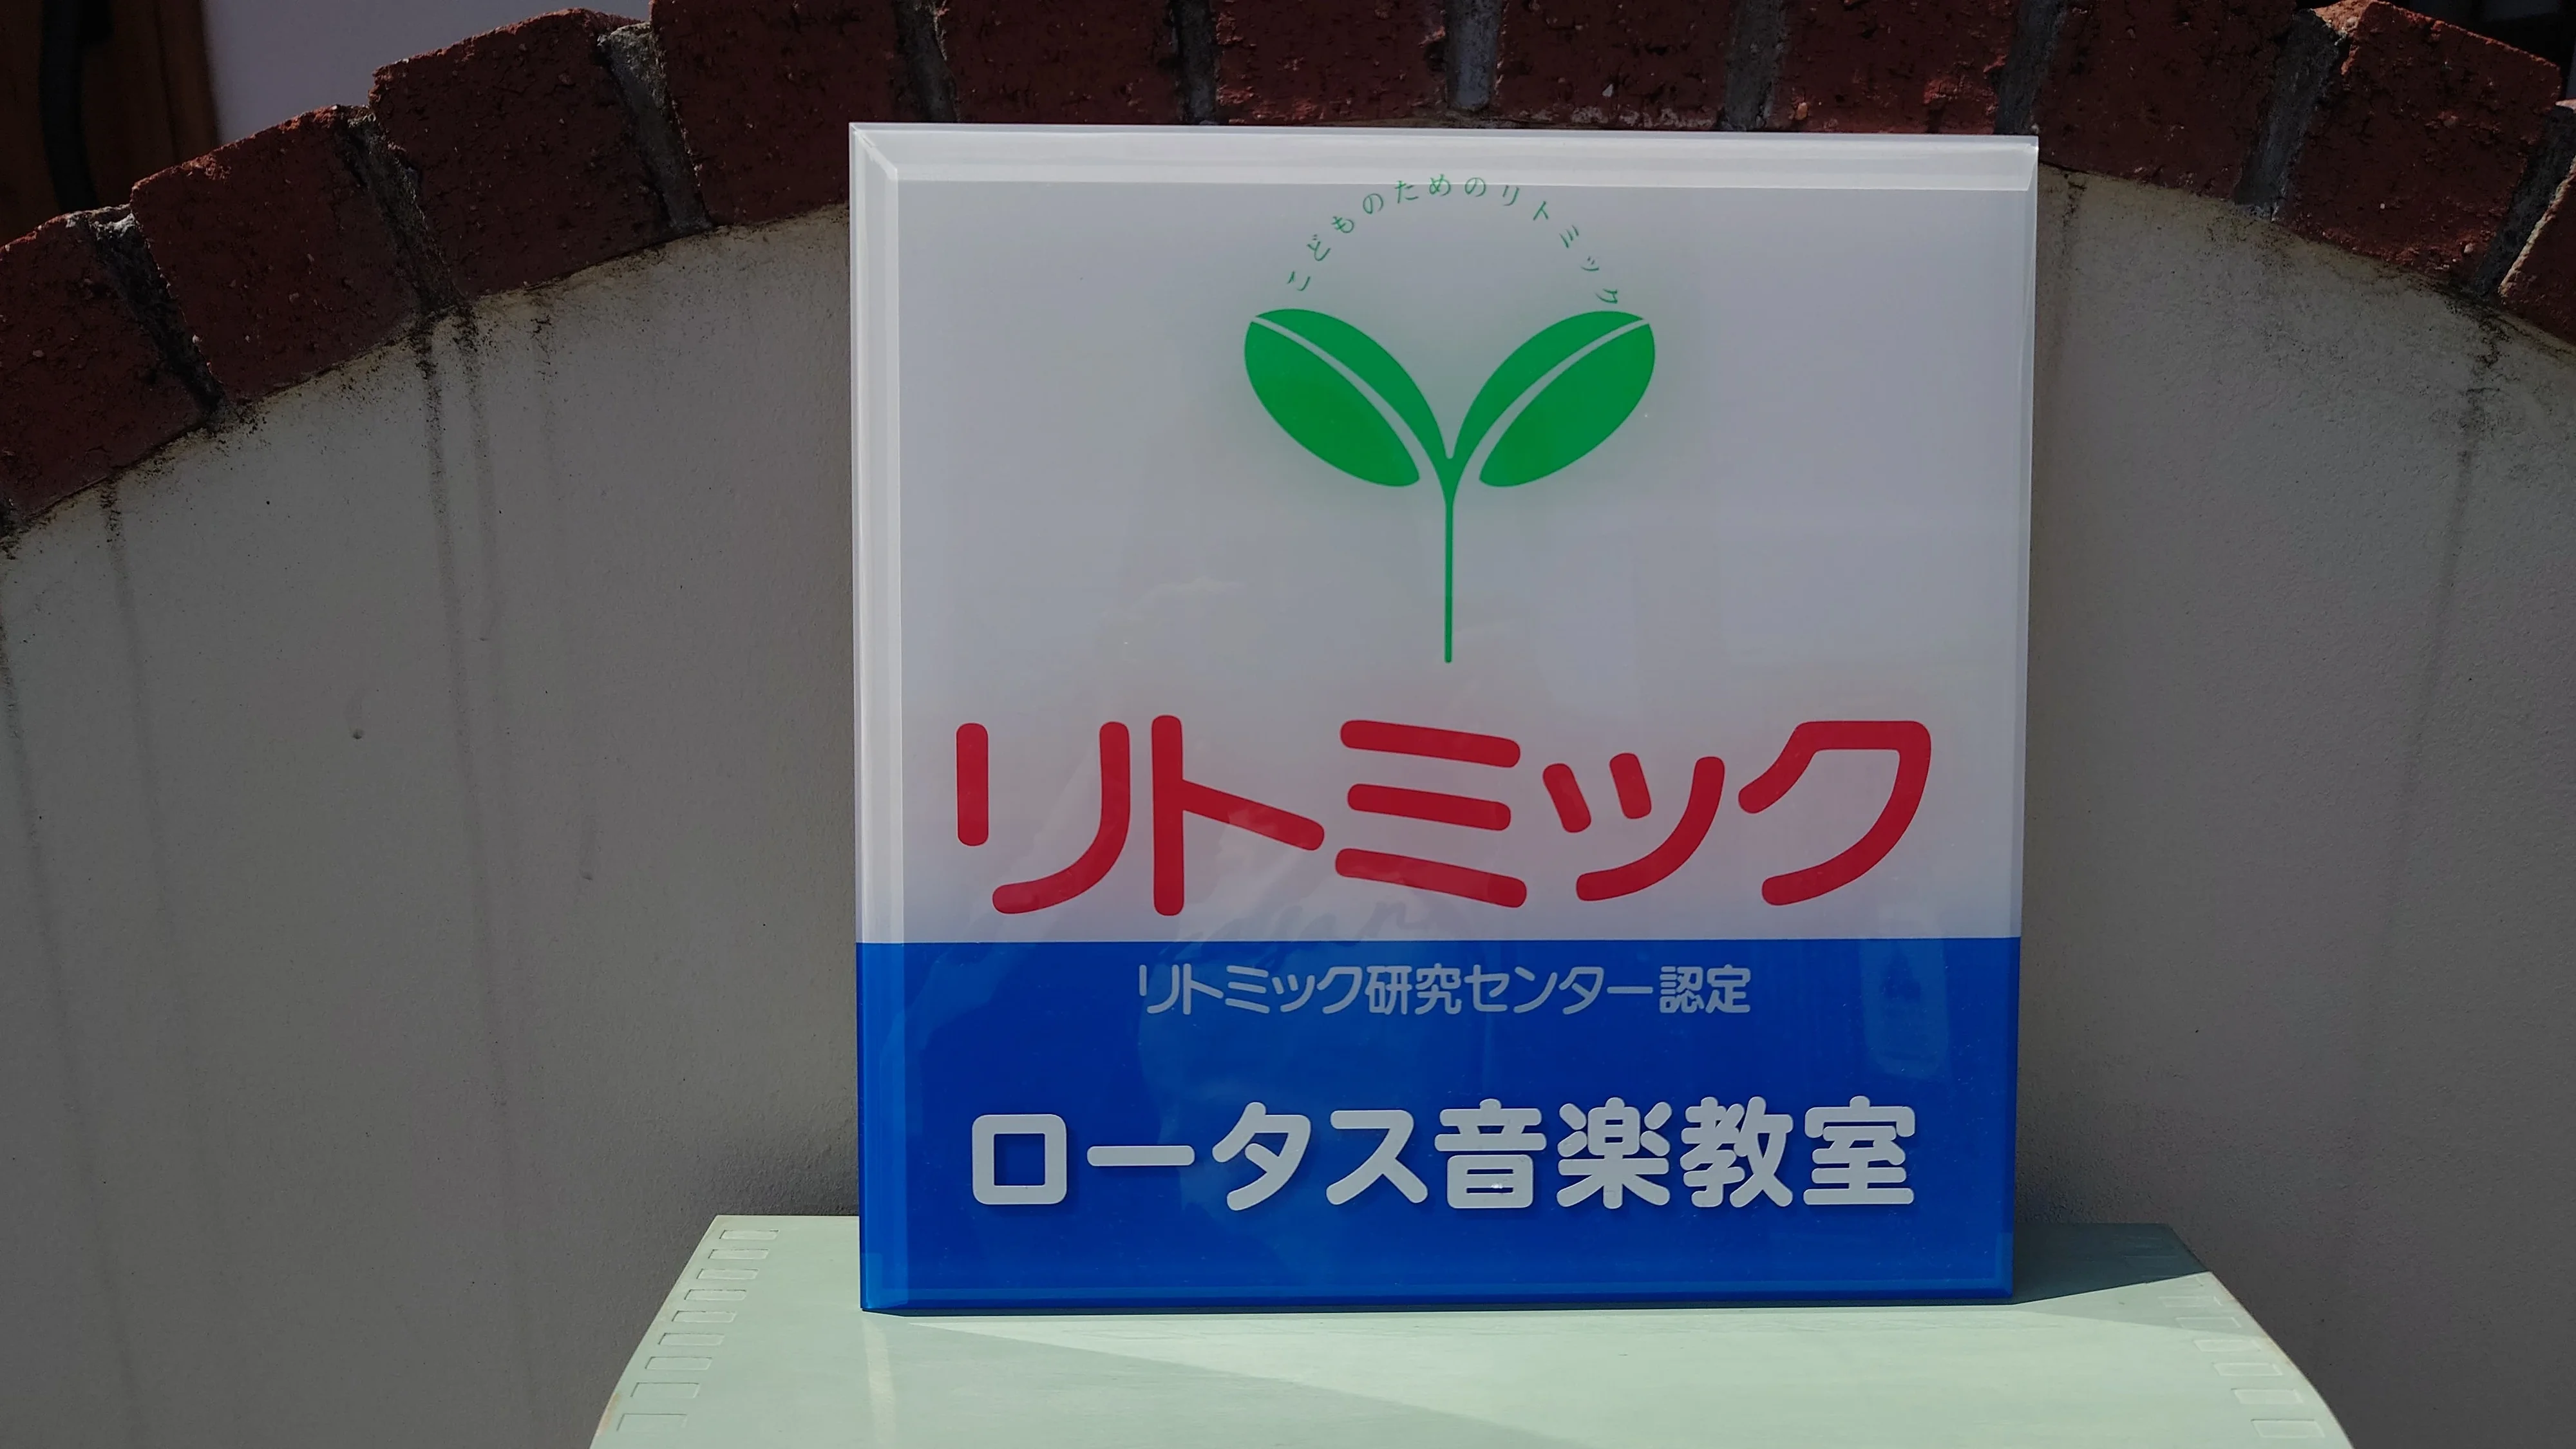 こどものためのリトミック
リトミック
リトミック研究センター認定
ロータス音楽教室